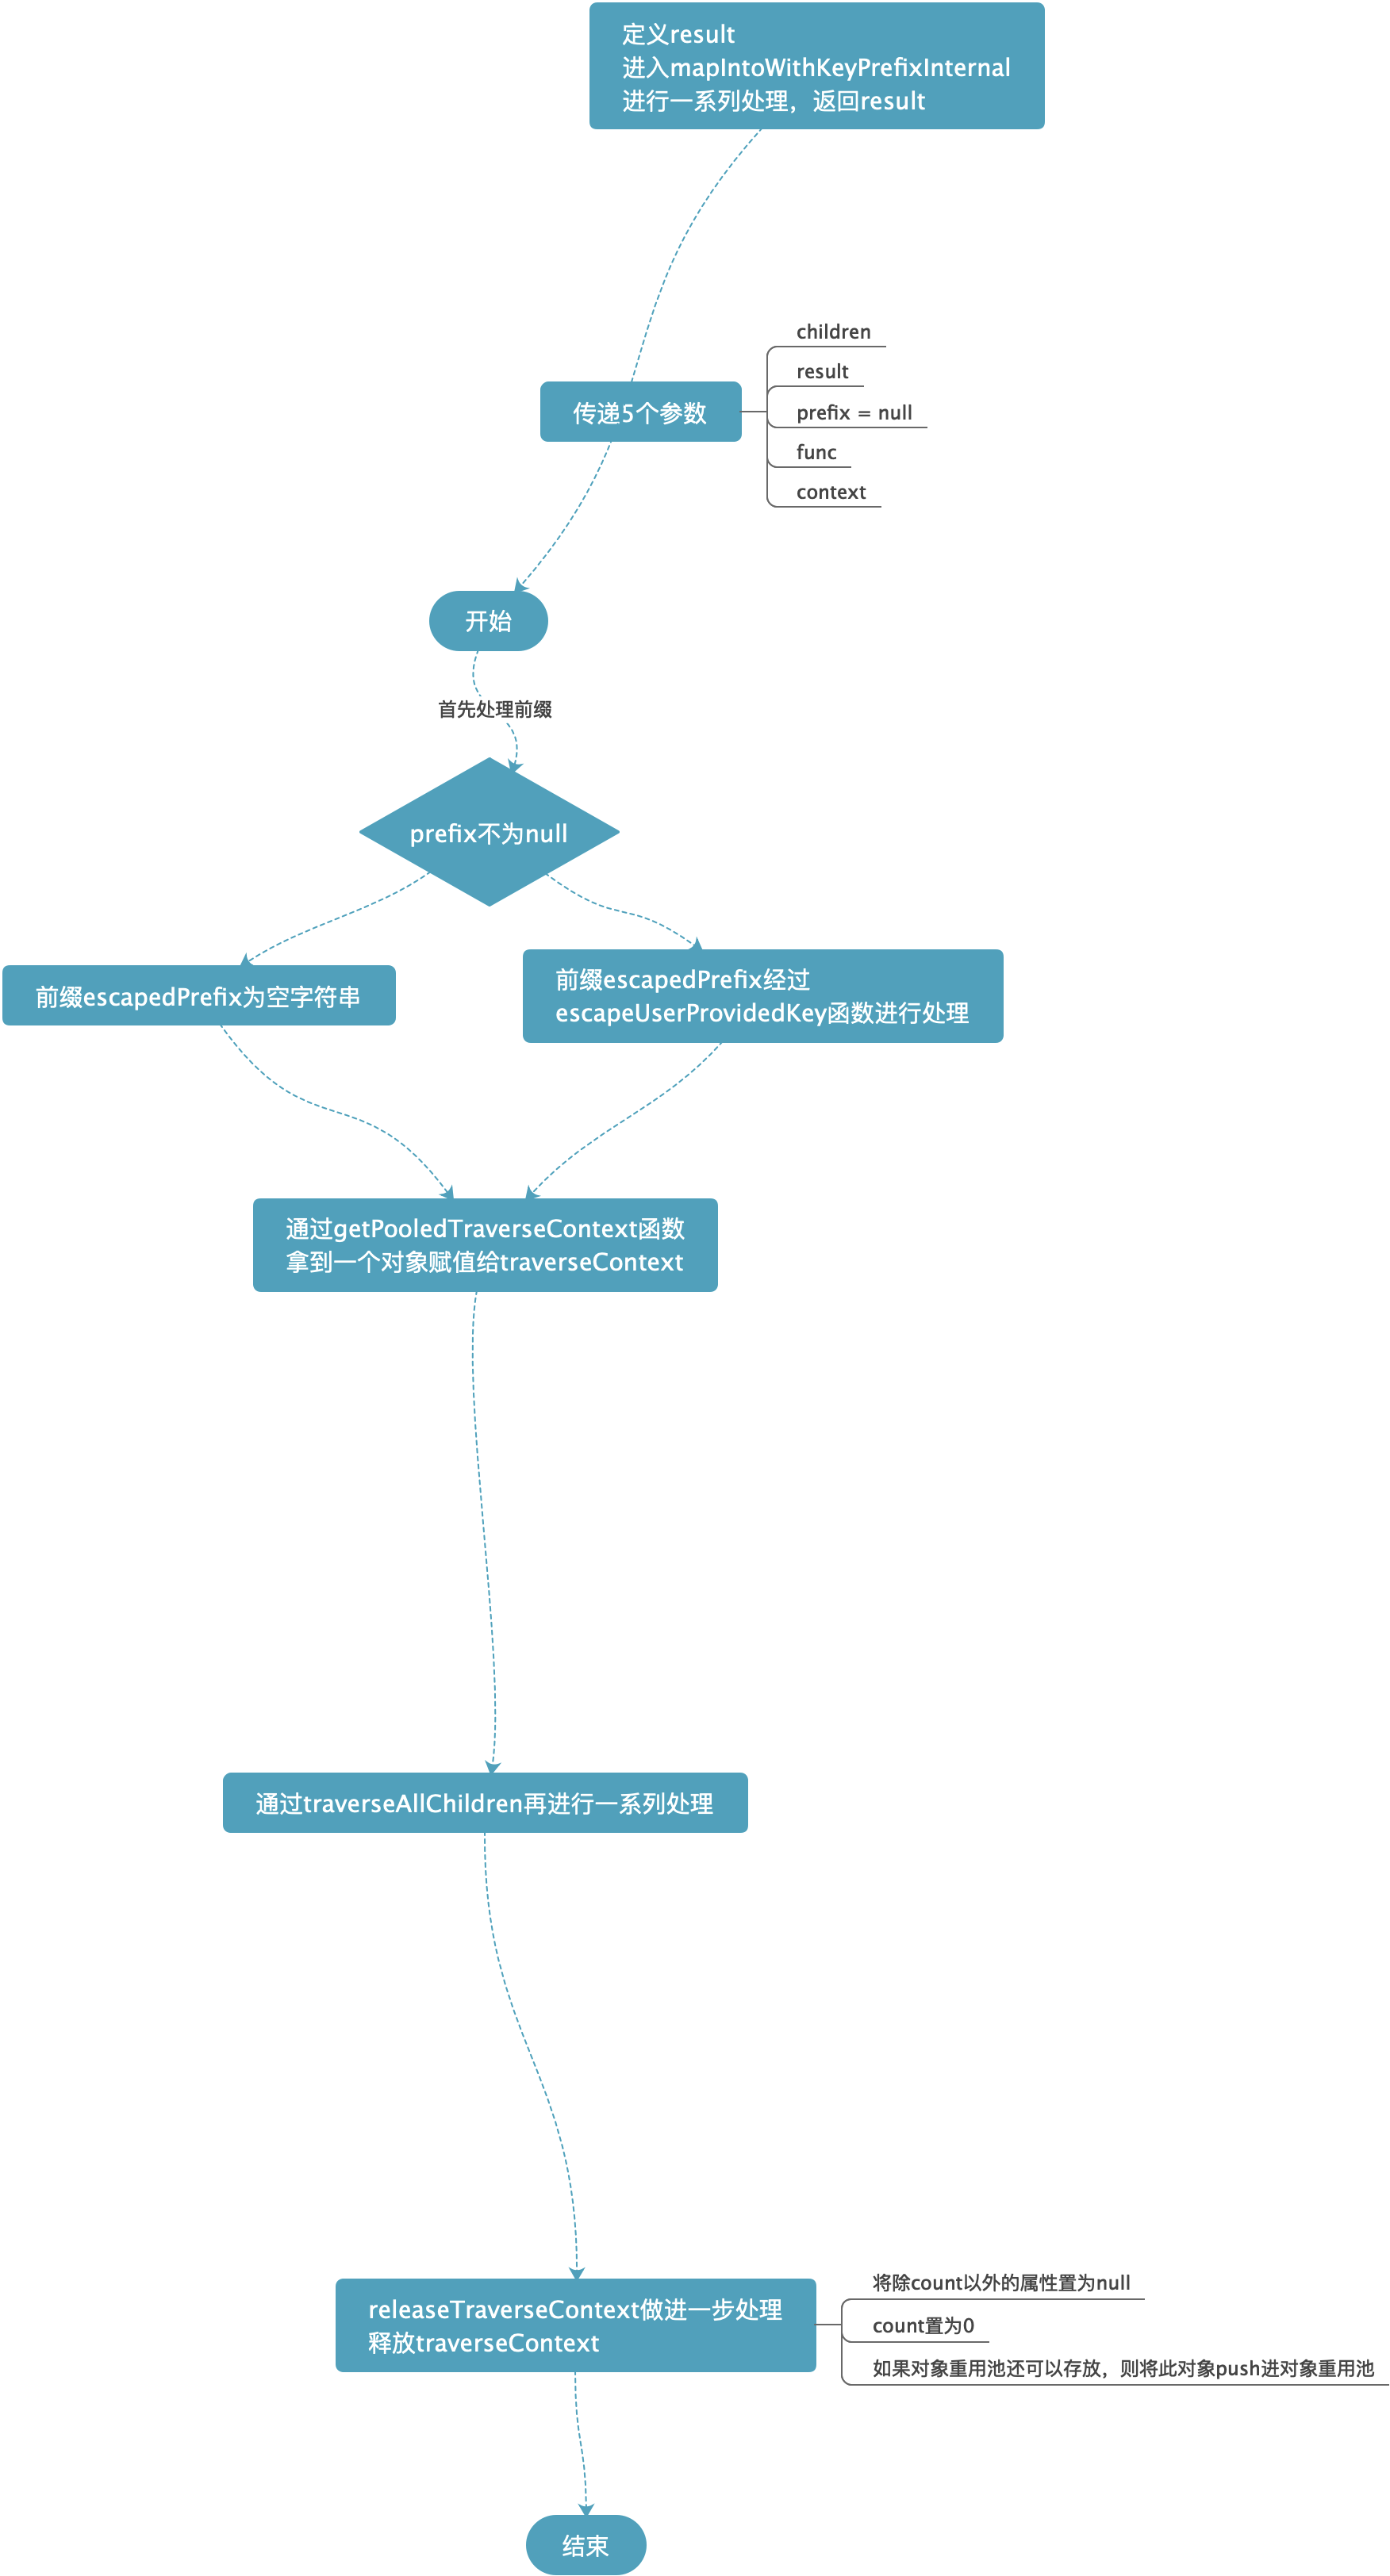 定义result
进入mapIntoWithKeyPrefixInternal
进行一系列处理，返回result
传递5个参数
children
result
prefix = null
func
context
开始
首先处理前缀
prefix不为null
前缀escapedPrefix为空字符串
前缀escapedPrefix经过
escapeUserProvidedKey函数进行处理
通过getPooledTraverseContext函数
拿到一个对象赋值给traverseContext
通过traverseAllChildren再进行一系列处理
releaseTraverseContext做进一步处理
释放traverseContext
将除count以外的属性置为null
count置为0
如果对象重用池还可以存放，则将此对象push进对象重用池
结束